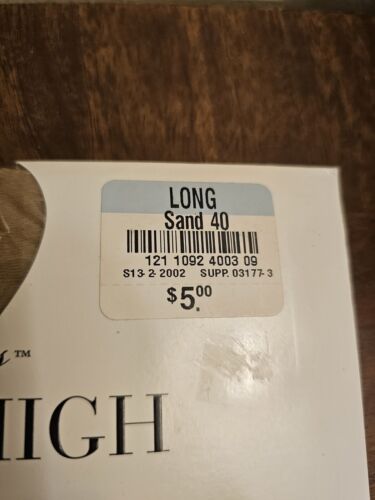 LONG
Sand 40
121 1092 4003 09
S13-2-2002 SUPP. 03177-3
$5.00
™
HIGH